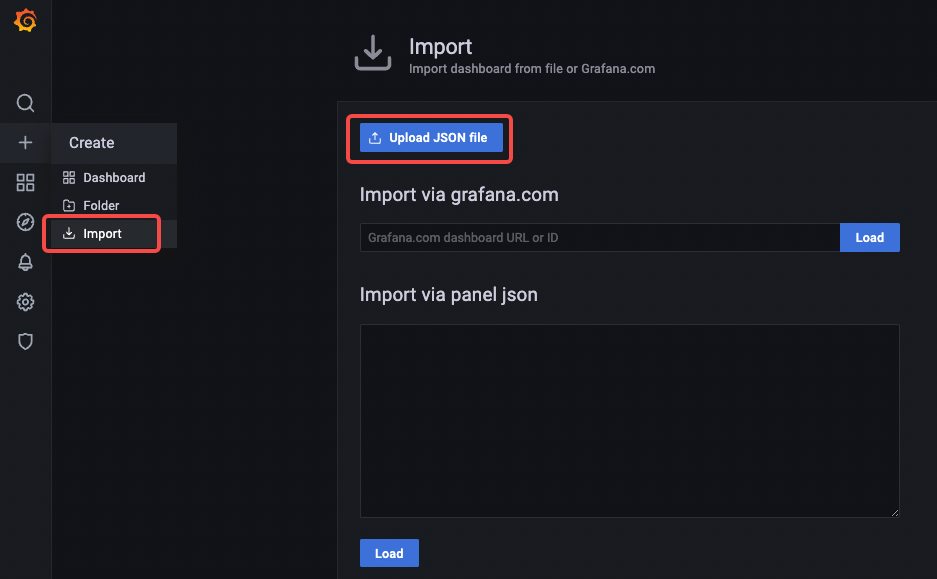 Import
Import dashboard from file or Grafana.com
Create
Dashboard
Folder
Import
Upload JSON file
Import via grafana.com
Grafana.com dashboard URL or ID
Load
Import via panel json
Load